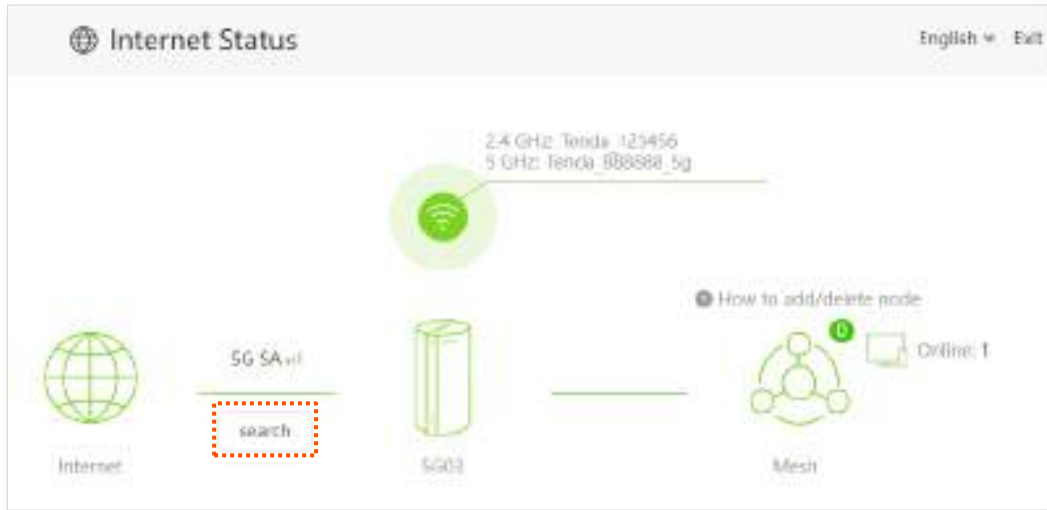 Internet Status
English Exit
2.4 GHz: Tenda_123456
5 GHz: Tenda_888888_5g
How to add/delete node
0
Online: 1
5G SA
search
Internet
5G03
Mesh